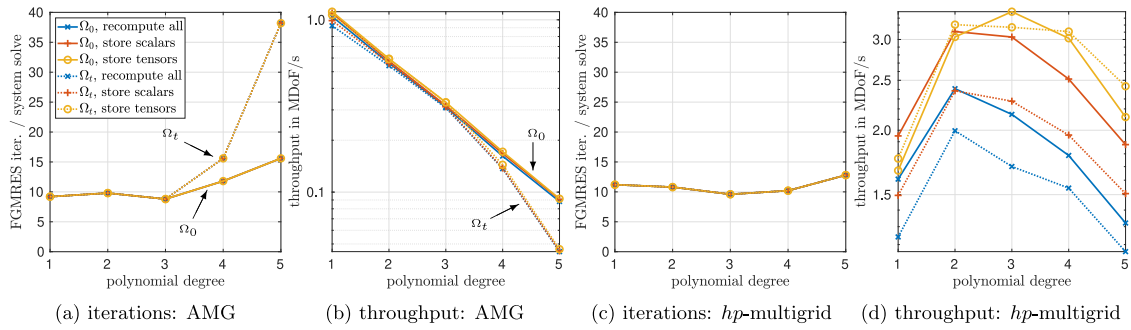 FGMRES iter. / system solve
40
35
30
25
20
15
10
5
0
Ω0, recompute all
Ω0, store scalars
Ω0, store tensors
Ωt, recompute all
Ωt, store scalars
Ωt, store tensors
Ωt
Ω0
1 2 3 4 5
polynomial degree
(a) iterations: AMG
throughput in MDoF/s
1.0
0.1
Ω0
Ωt
1 2 3 4 5
polynomial degree
(b) throughput: AMG
FGMRES iter. / system solve
40
35
30
25
20
15
10
5
0
1 2 3 4 5
polynomial degree
(c) iterations: hp-multigrid
throughput in MDoF/s
3.0
2.5
2.0
1.5
1 2 3 4 5
polynomial degree
(d) throughput: hp-multigrid